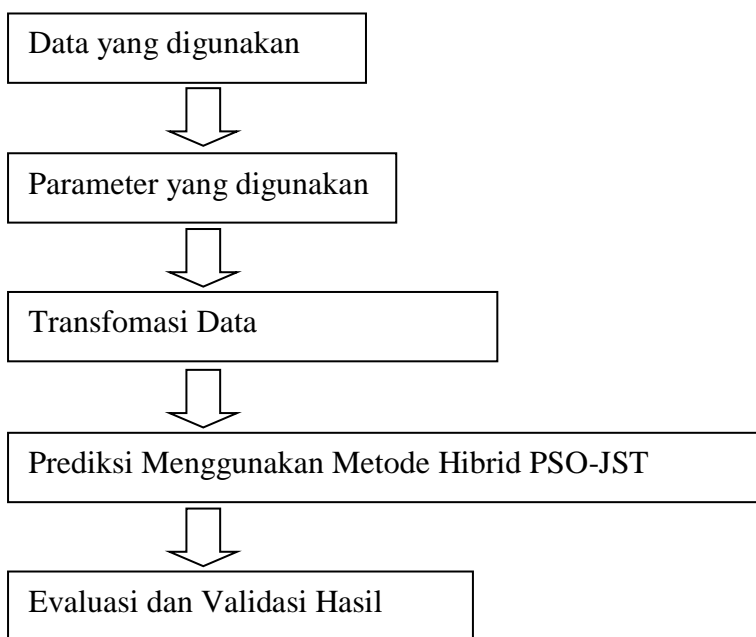 Data yang digunakan
Parameter yang digunakan
Transfomasi Data
Prediksi Menggunakan Metode Hibrid PSO-JST
Evaluasi dan Validasi Hasil